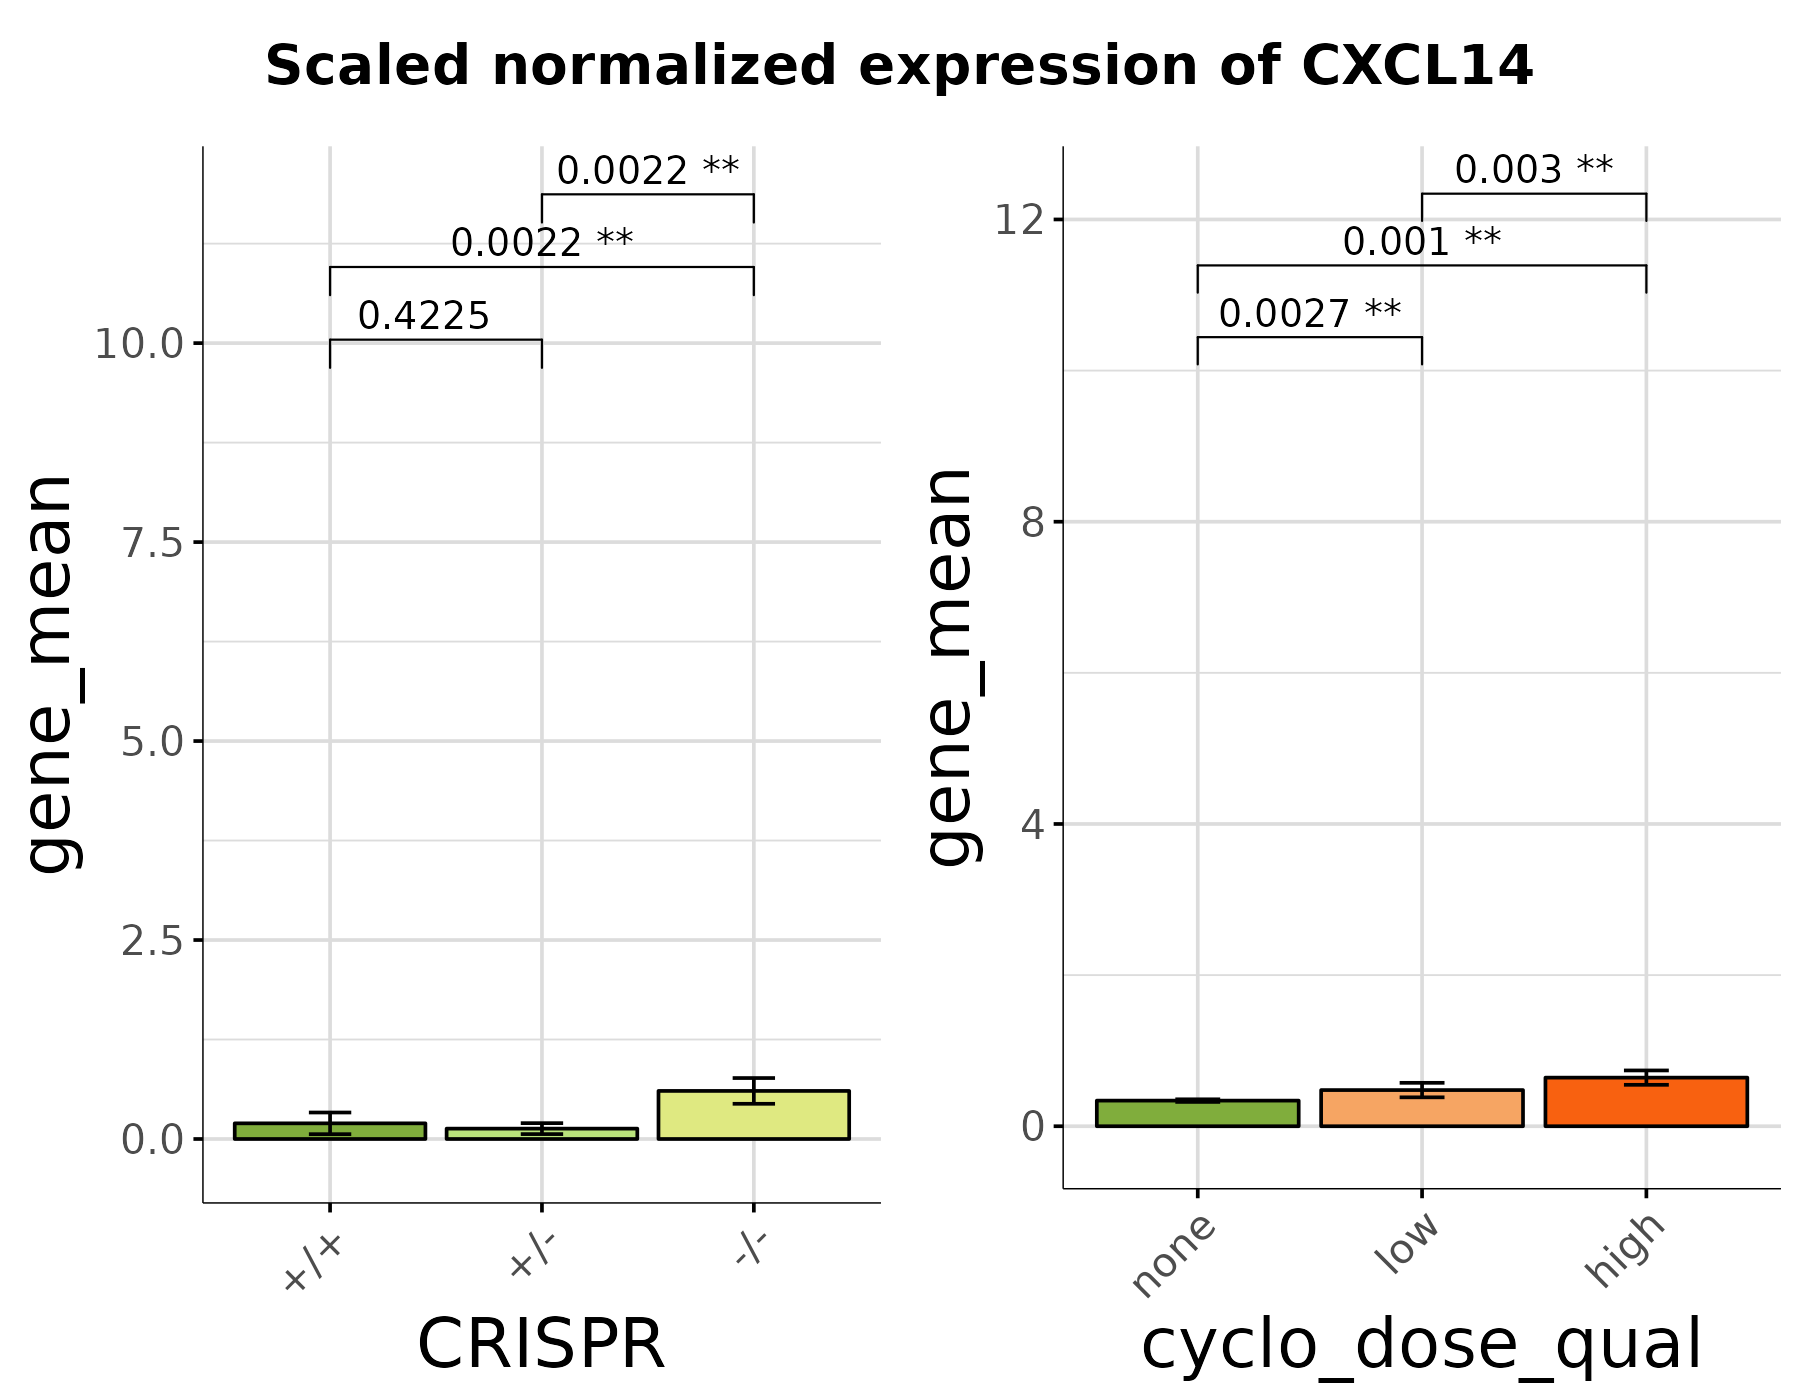 Scaled normalized expression of CXCL14
0.0022 **
0.0022 **
0.4225
10.0
7.5
5.0
2.5
0.0
gene_mean
+/+
+/-
-/-
CRISPR
0.003 **
0.001 **
0.0027 **
12
8
4
0
gene_mean
none
low
high
cyclo_dose_qual